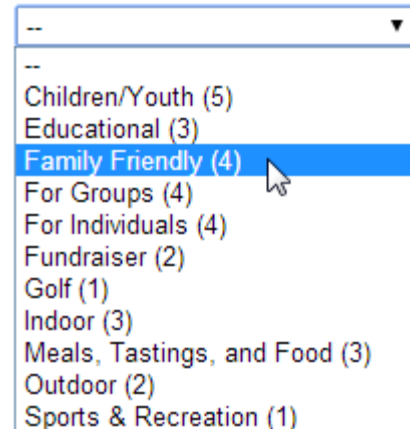 --
--
Children/Youth (5)
Educational (3)
Family Friendly (4)
For Groups (4)
For Individuals (4)
Fundraiser (2)
Golf (1)
Indoor (3)
Meals, Tastings, and Food (3)
Outdoor (2)
Sports & Recreation (1)